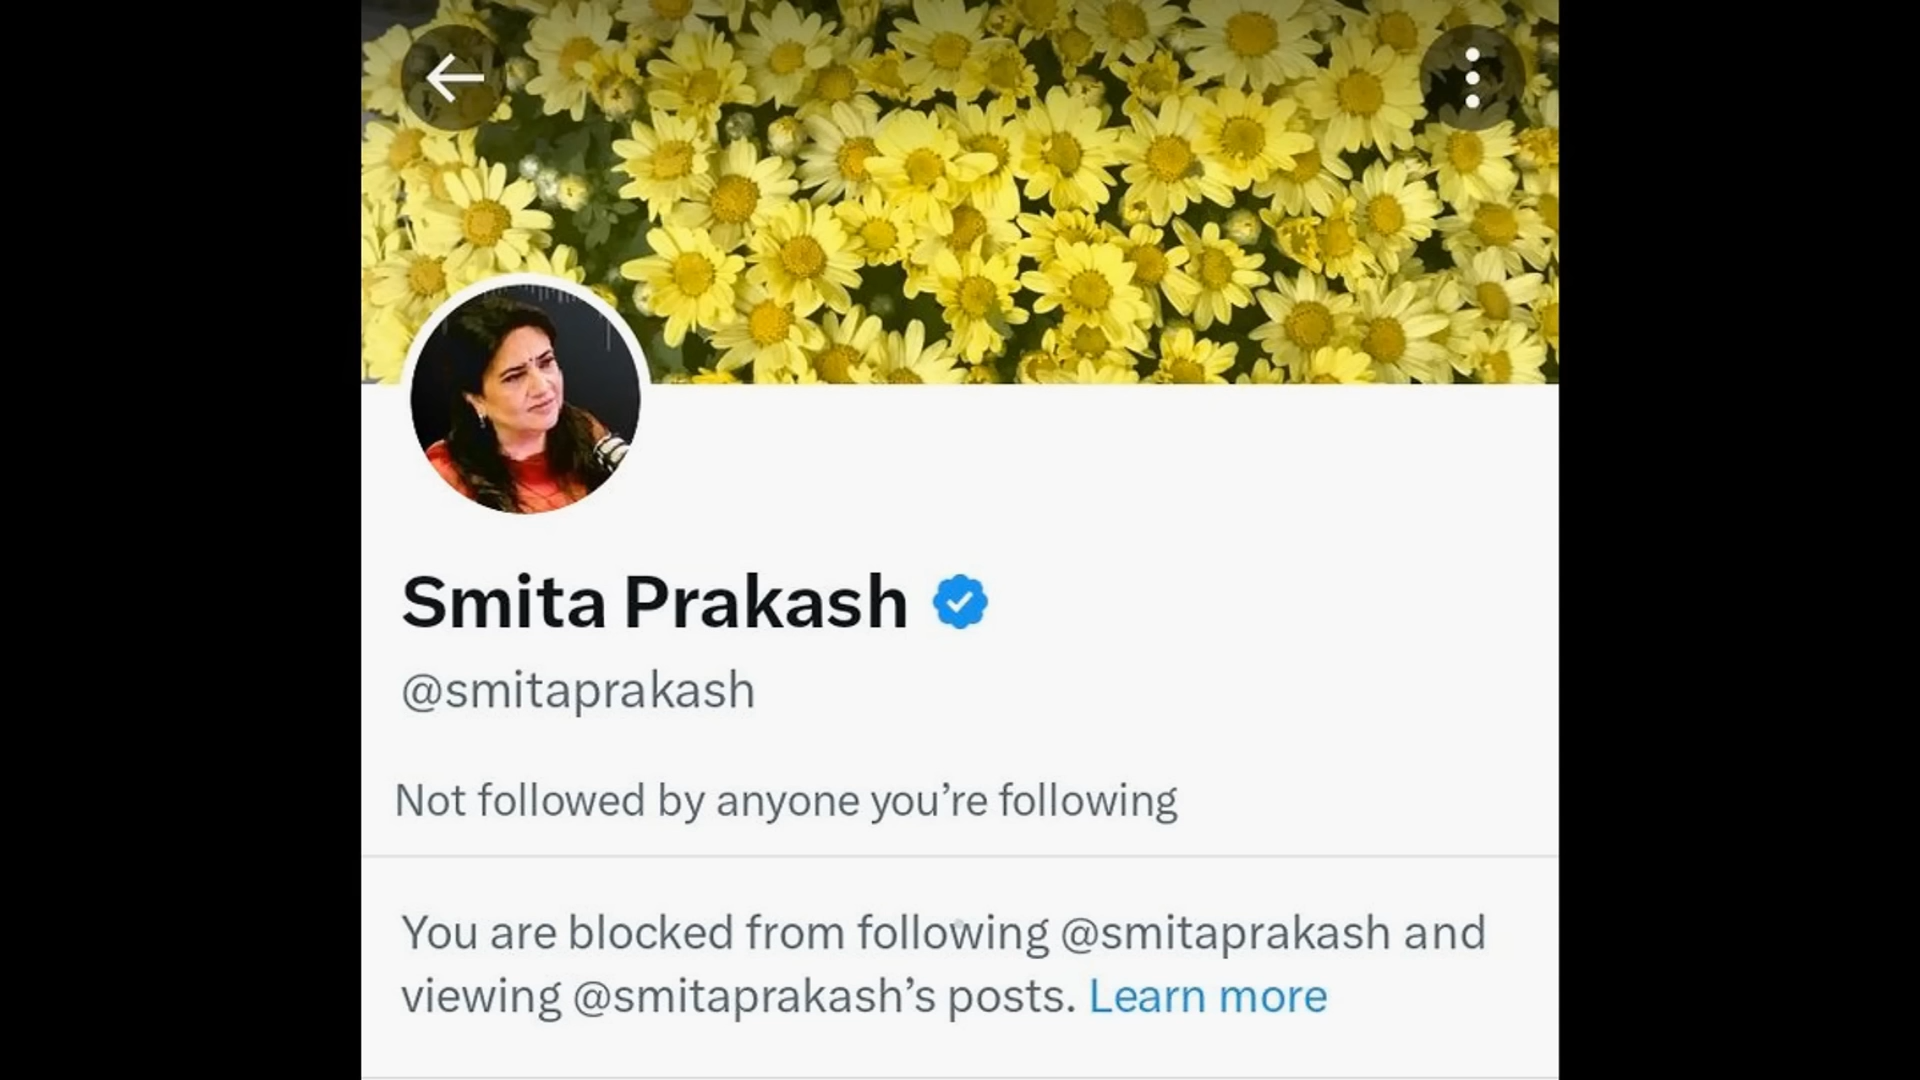 Smita Prakash
@smitaprakash
Not followed by anyone you’re following
You are blocked from following @smitaprakash and
viewing @smitaprakash’s posts. Learn more